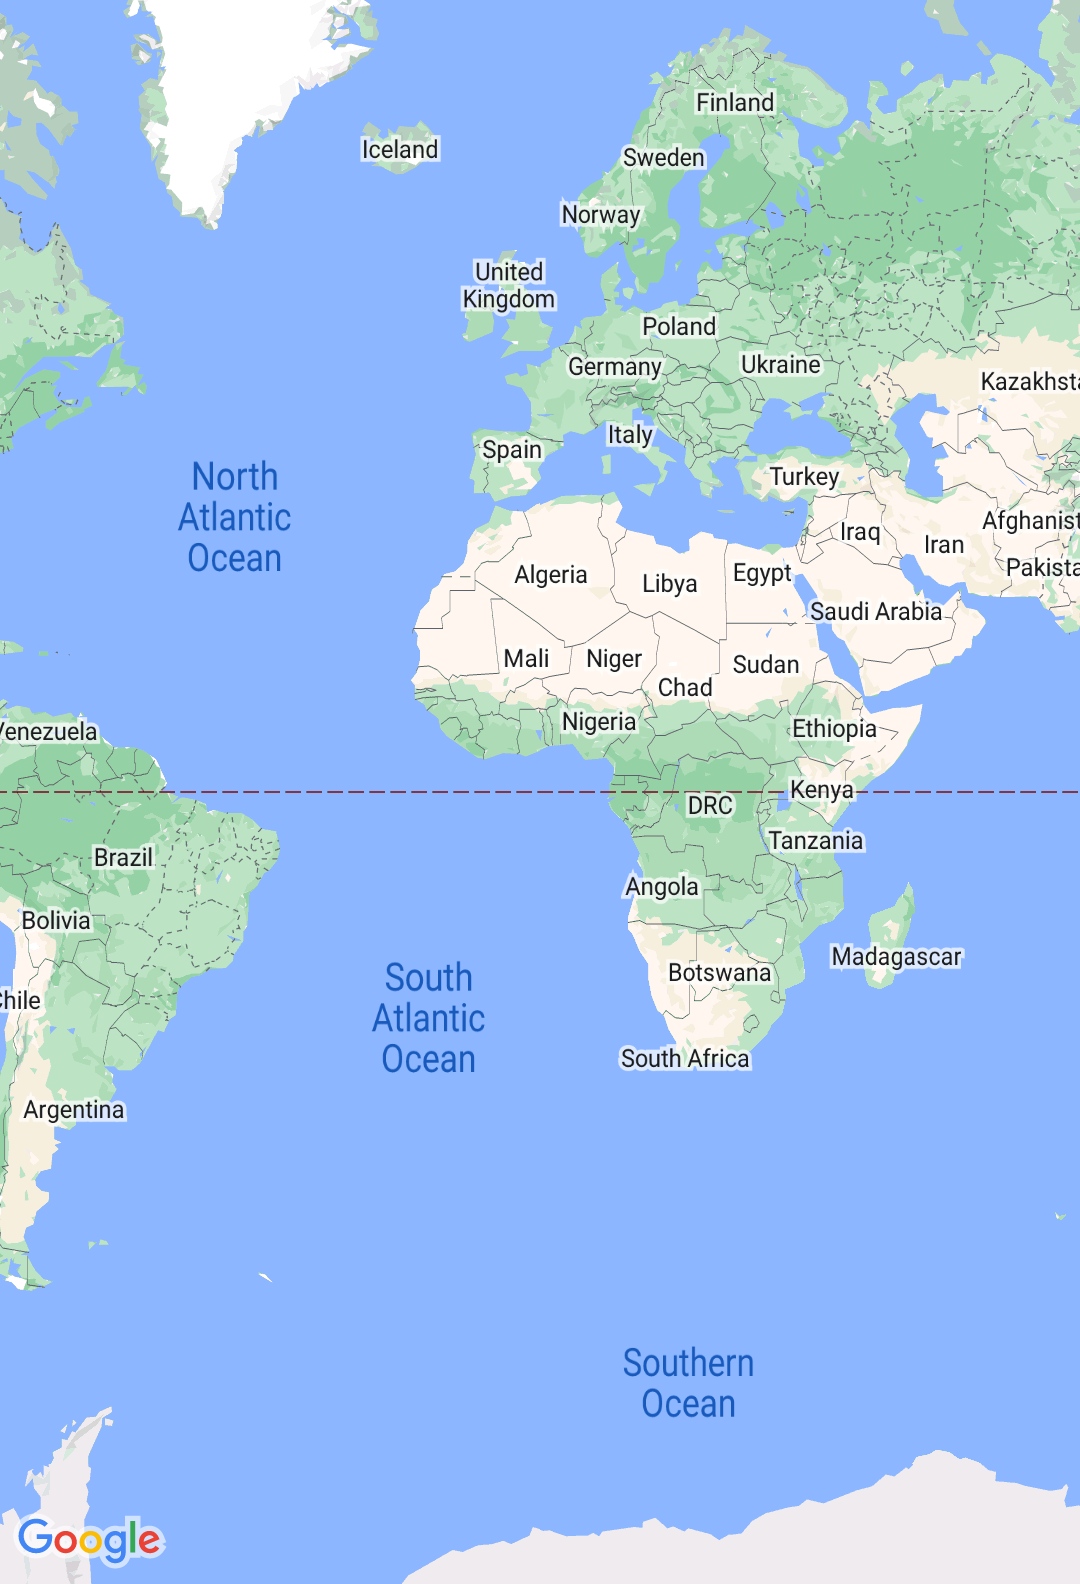 Finland
Iceland
Sweden
Norway
United
Kingdom
Poland
Germany
Ukraine
Kazakhsta
Italy
Spain
Turkey
North
Atlantic
Ocean
Afghanist
Iraq
Iran
Pakista
Algeria
Libya
Egypt
Saudi Arabia
Mali
Niger
Sudan
Chad
Nigeria
Ethiopia
Venezuela
Kenya
DRC
Tanzania
Brazil
Angola
Bolivia
Madagascar
Botswana
South
Atlantic
Ocean
Chile
South Africa
Argentina
Southern
Ocean
Google